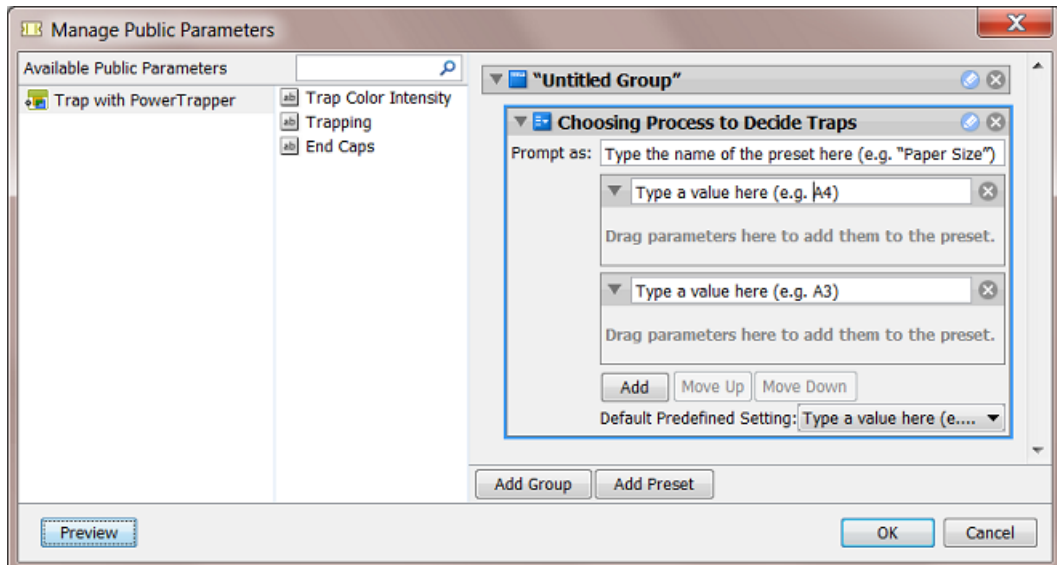 Manage Public Parameters
Available Public Parameters
Trap with PowerTrapper
ab Trap Color Intensity
ab Trapping
ab End Caps
"Untitled Group"
Choosing Process to Decide Traps
Prompt as: Type the name of the preset here (e.g. "Paper Size")
Type a value here (e.g. A4)
Drag parameters here to add them to the preset.
Type a value here (e.g. A3)
Drag parameters here to add them to the preset.
Add Move Up Move Down
Default Predefined Setting: Type a value here (e....
Add Group Add Preset
Preview OK Cancel